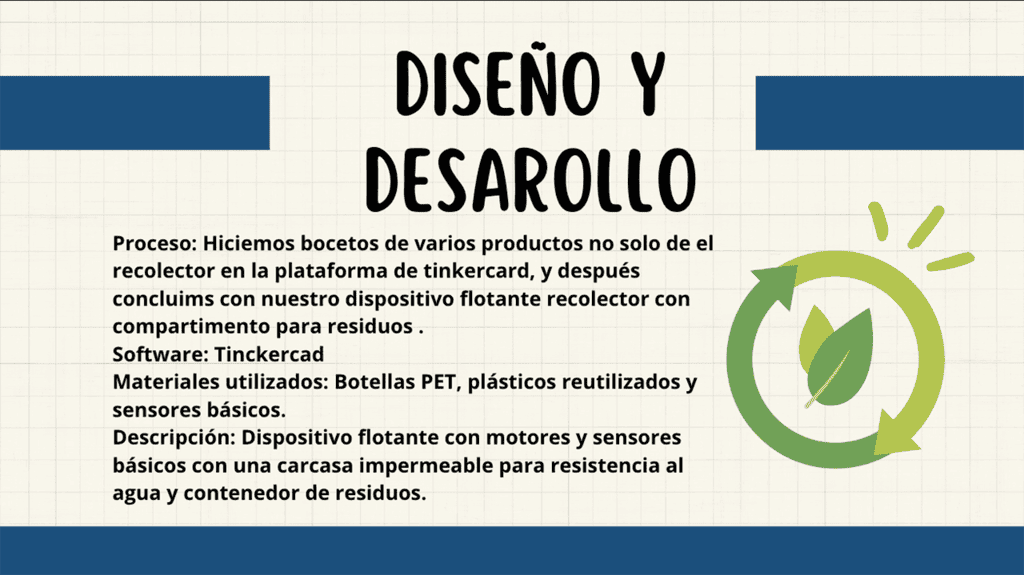 DISEÑO Y
DESAROLLO
Proceso: Hiciemos bocetos de varios productos no solo de el
recolector en la plataforma de tinkercard, y después
concluims con nuestro dispositivo flotante recolector con
compartimento para residuos .
Software: Tinckercad
Materiales utilizados: Botellas PET, plásticos reutilizados y
sensores básicos.
Descripción: Dispositivo flotante con motores y sensores
básicos con una carcasa impermeable para resistencia al
agua y contenedor de residuos.